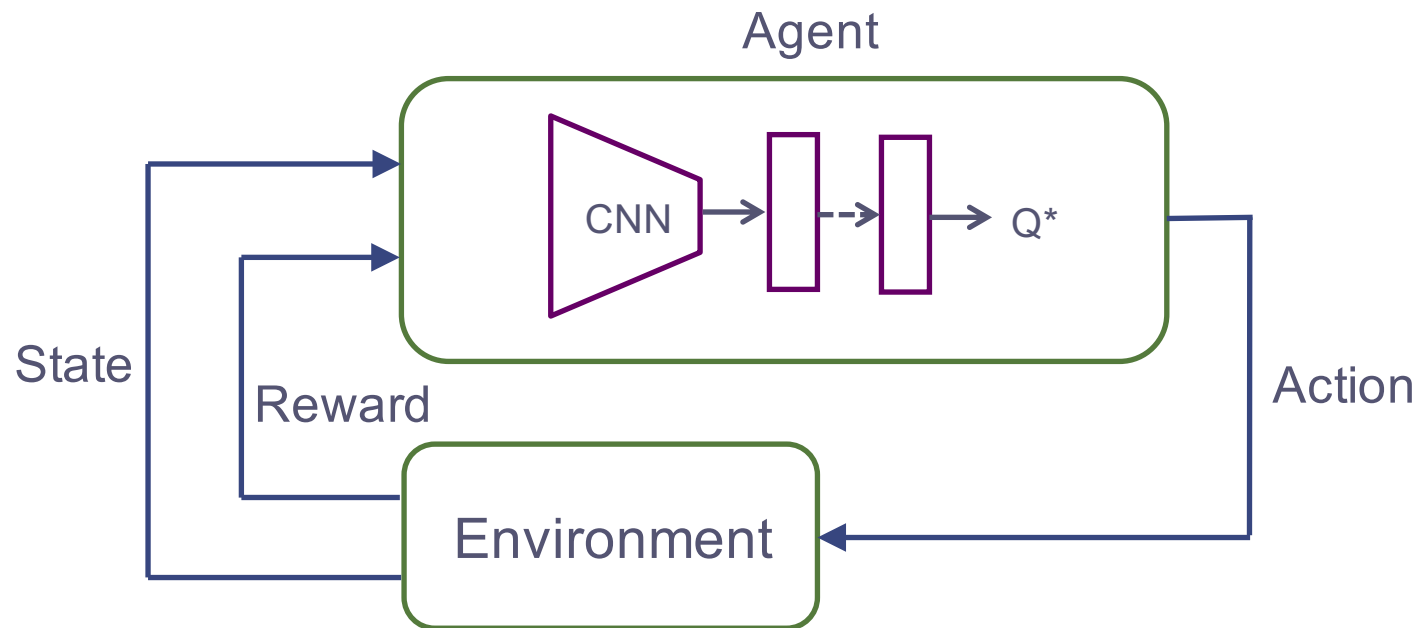 Agent
CNN
Q*
State
Reward
Action
Environment